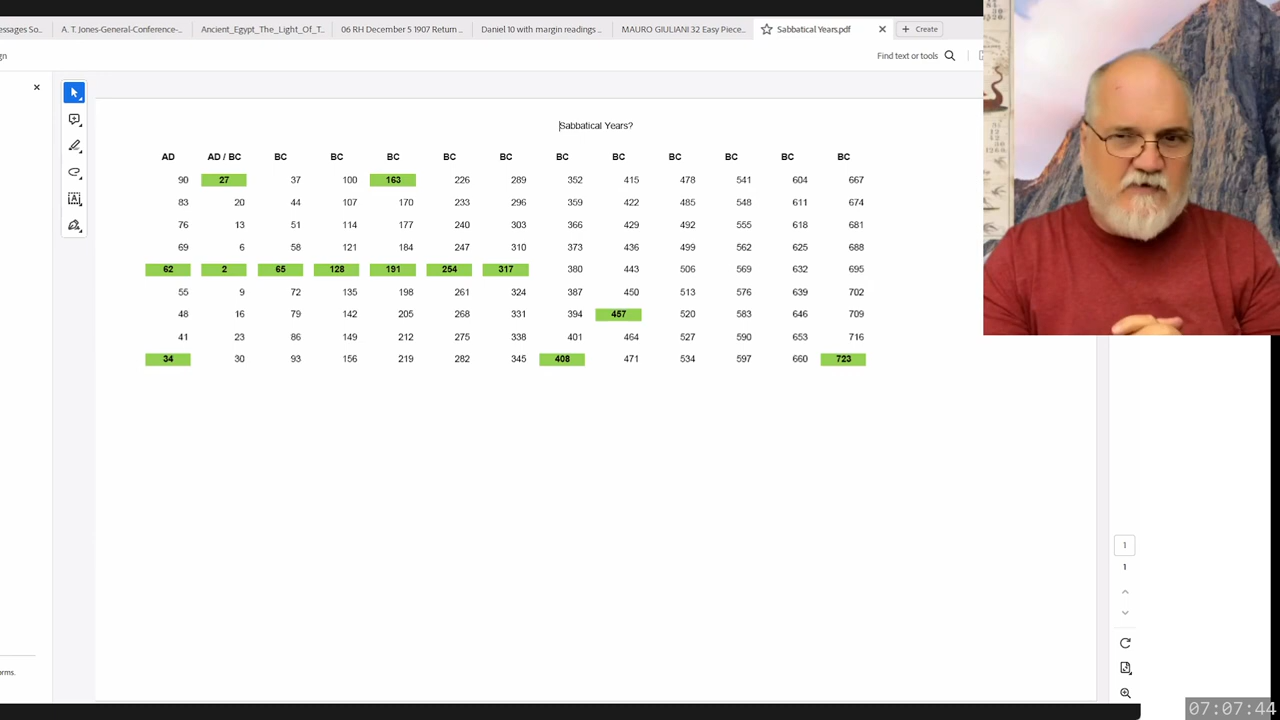 essages So...
A. T. Jones-General-Conference-...
Ancient_Egypt_The_Light_Of_T...
06 RH December 5 1907 Return ...
Daniel 10 with margin readings ...
MAURO GIULIANI 32 Easy Piece...
Sabbatical Years.pdf
Create
gn
Find text or tools
Sabbatical Years?
AD AD / BC BC BC BC BC BC BC BC BC BC BC BC
90 27 37 100 163 226 289 352 415 478 541 604 667
83 20 44 107 170 233 296 359 422 485 548 611 674
76 13 51 114 177 240 303 366 429 492 555 618 681
69 6 58 121 184 247 310 373 436 499 562 625 688
62 2 65 128 191 254 317 380 443 506 569 632 695
55 9 72 135 198 261 324 387 450 513 576 639 702
48 16 79 142 205 268 331 394 457 520 583 646 709
41 23 86 149 212 275 338 401 464 527 590 653 716
34 30 93 156 219 282 345 408 471 534 597 660 723
1
1
orms.
07:07:44